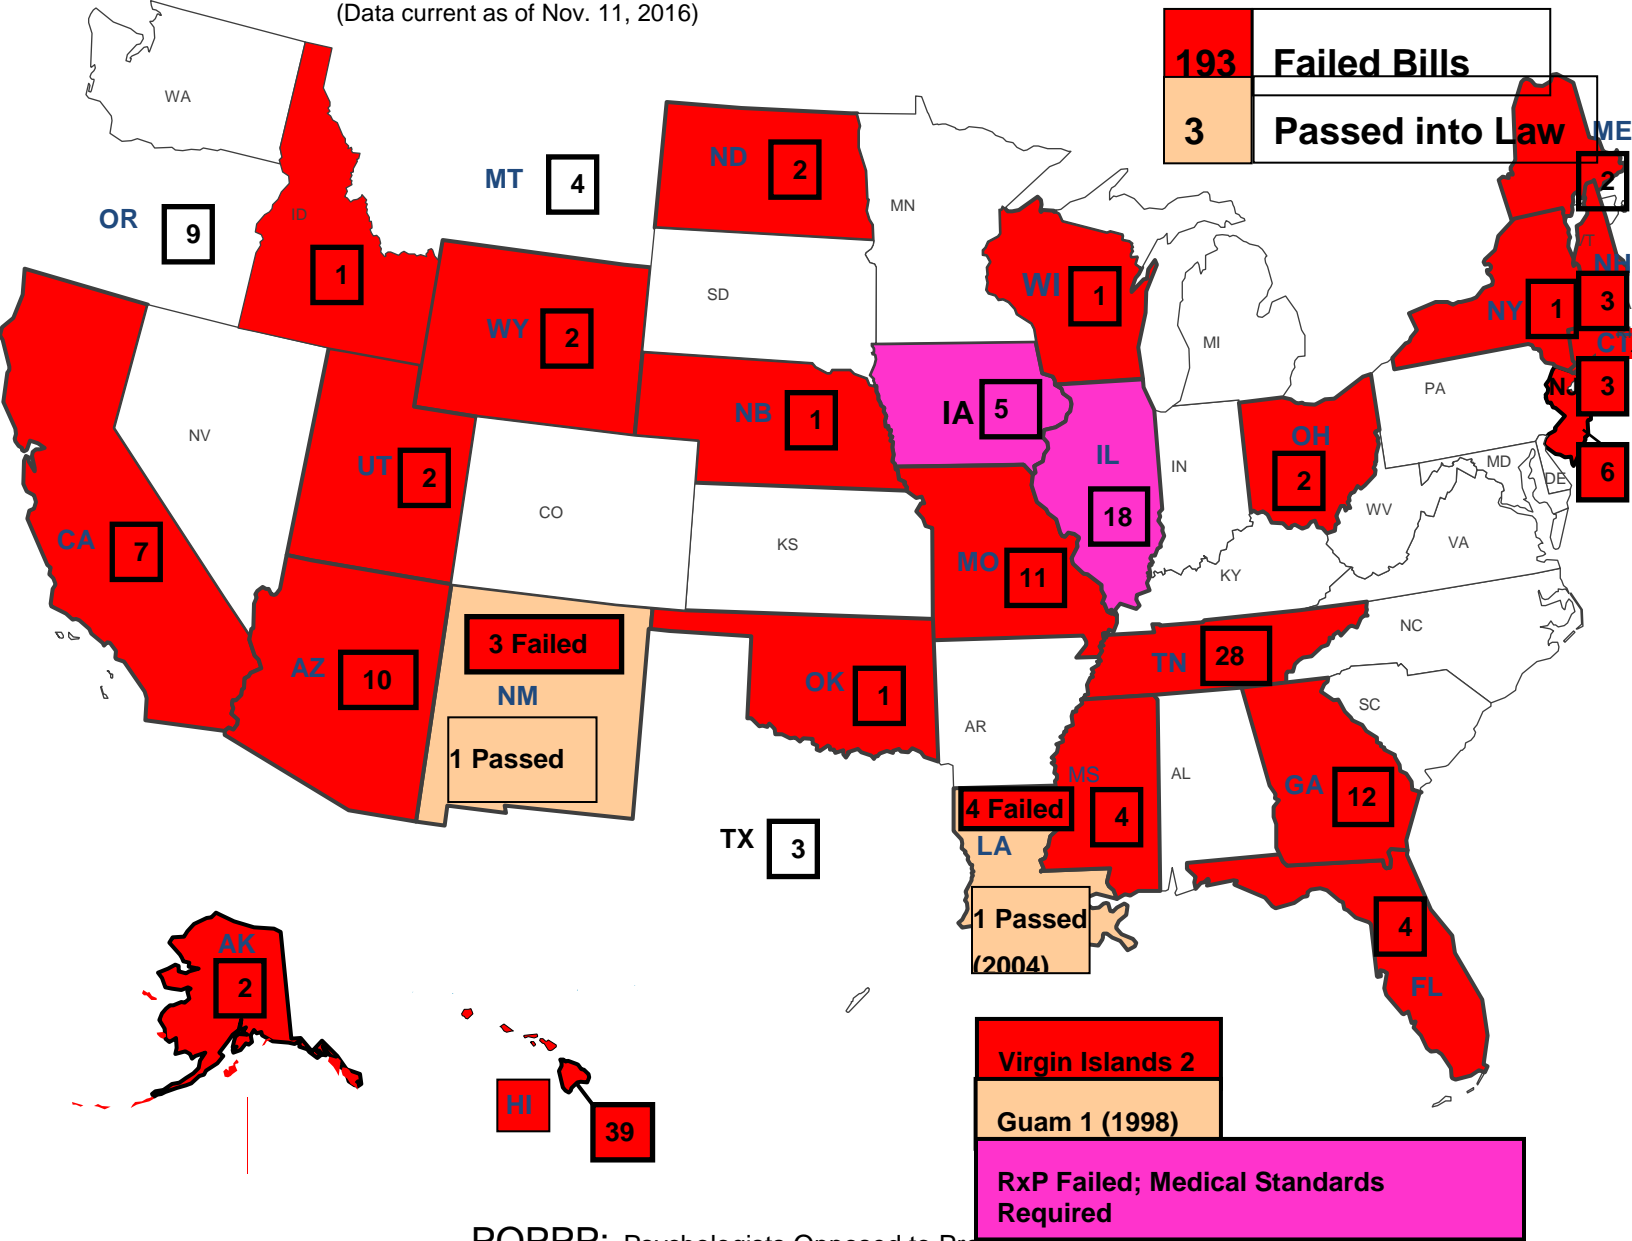 (Data current as of Nov. 11, 2016)
193 Failed Bills
3 Passed into Law
WA
MT 4
ND 2
MN
ME
2
OR 9
ID
1
VT
NH
3
WY 2
SD
WI 1
MI
NY 1
CT
3
NV
UT 2
NB 1
IA 5
IL
18
IN
OH
2
PA
NJ
6
MD
DE
CA 7
CO
KS
MO 11
KY
WV
VA
AZ 10
3 Failed
NM
1 Passed
OK 1
AR
TN 28
NC
SC
TX 3
4 Failed
LA
1 Passed
(2004)
MS
4
AL
GA 12
4
FL
AK
2
HI
39
Virgin Islands 2
Guam 1 (1998)
RxP Failed; Medical Standards
Required
POPPP: Psychologists Opposed to